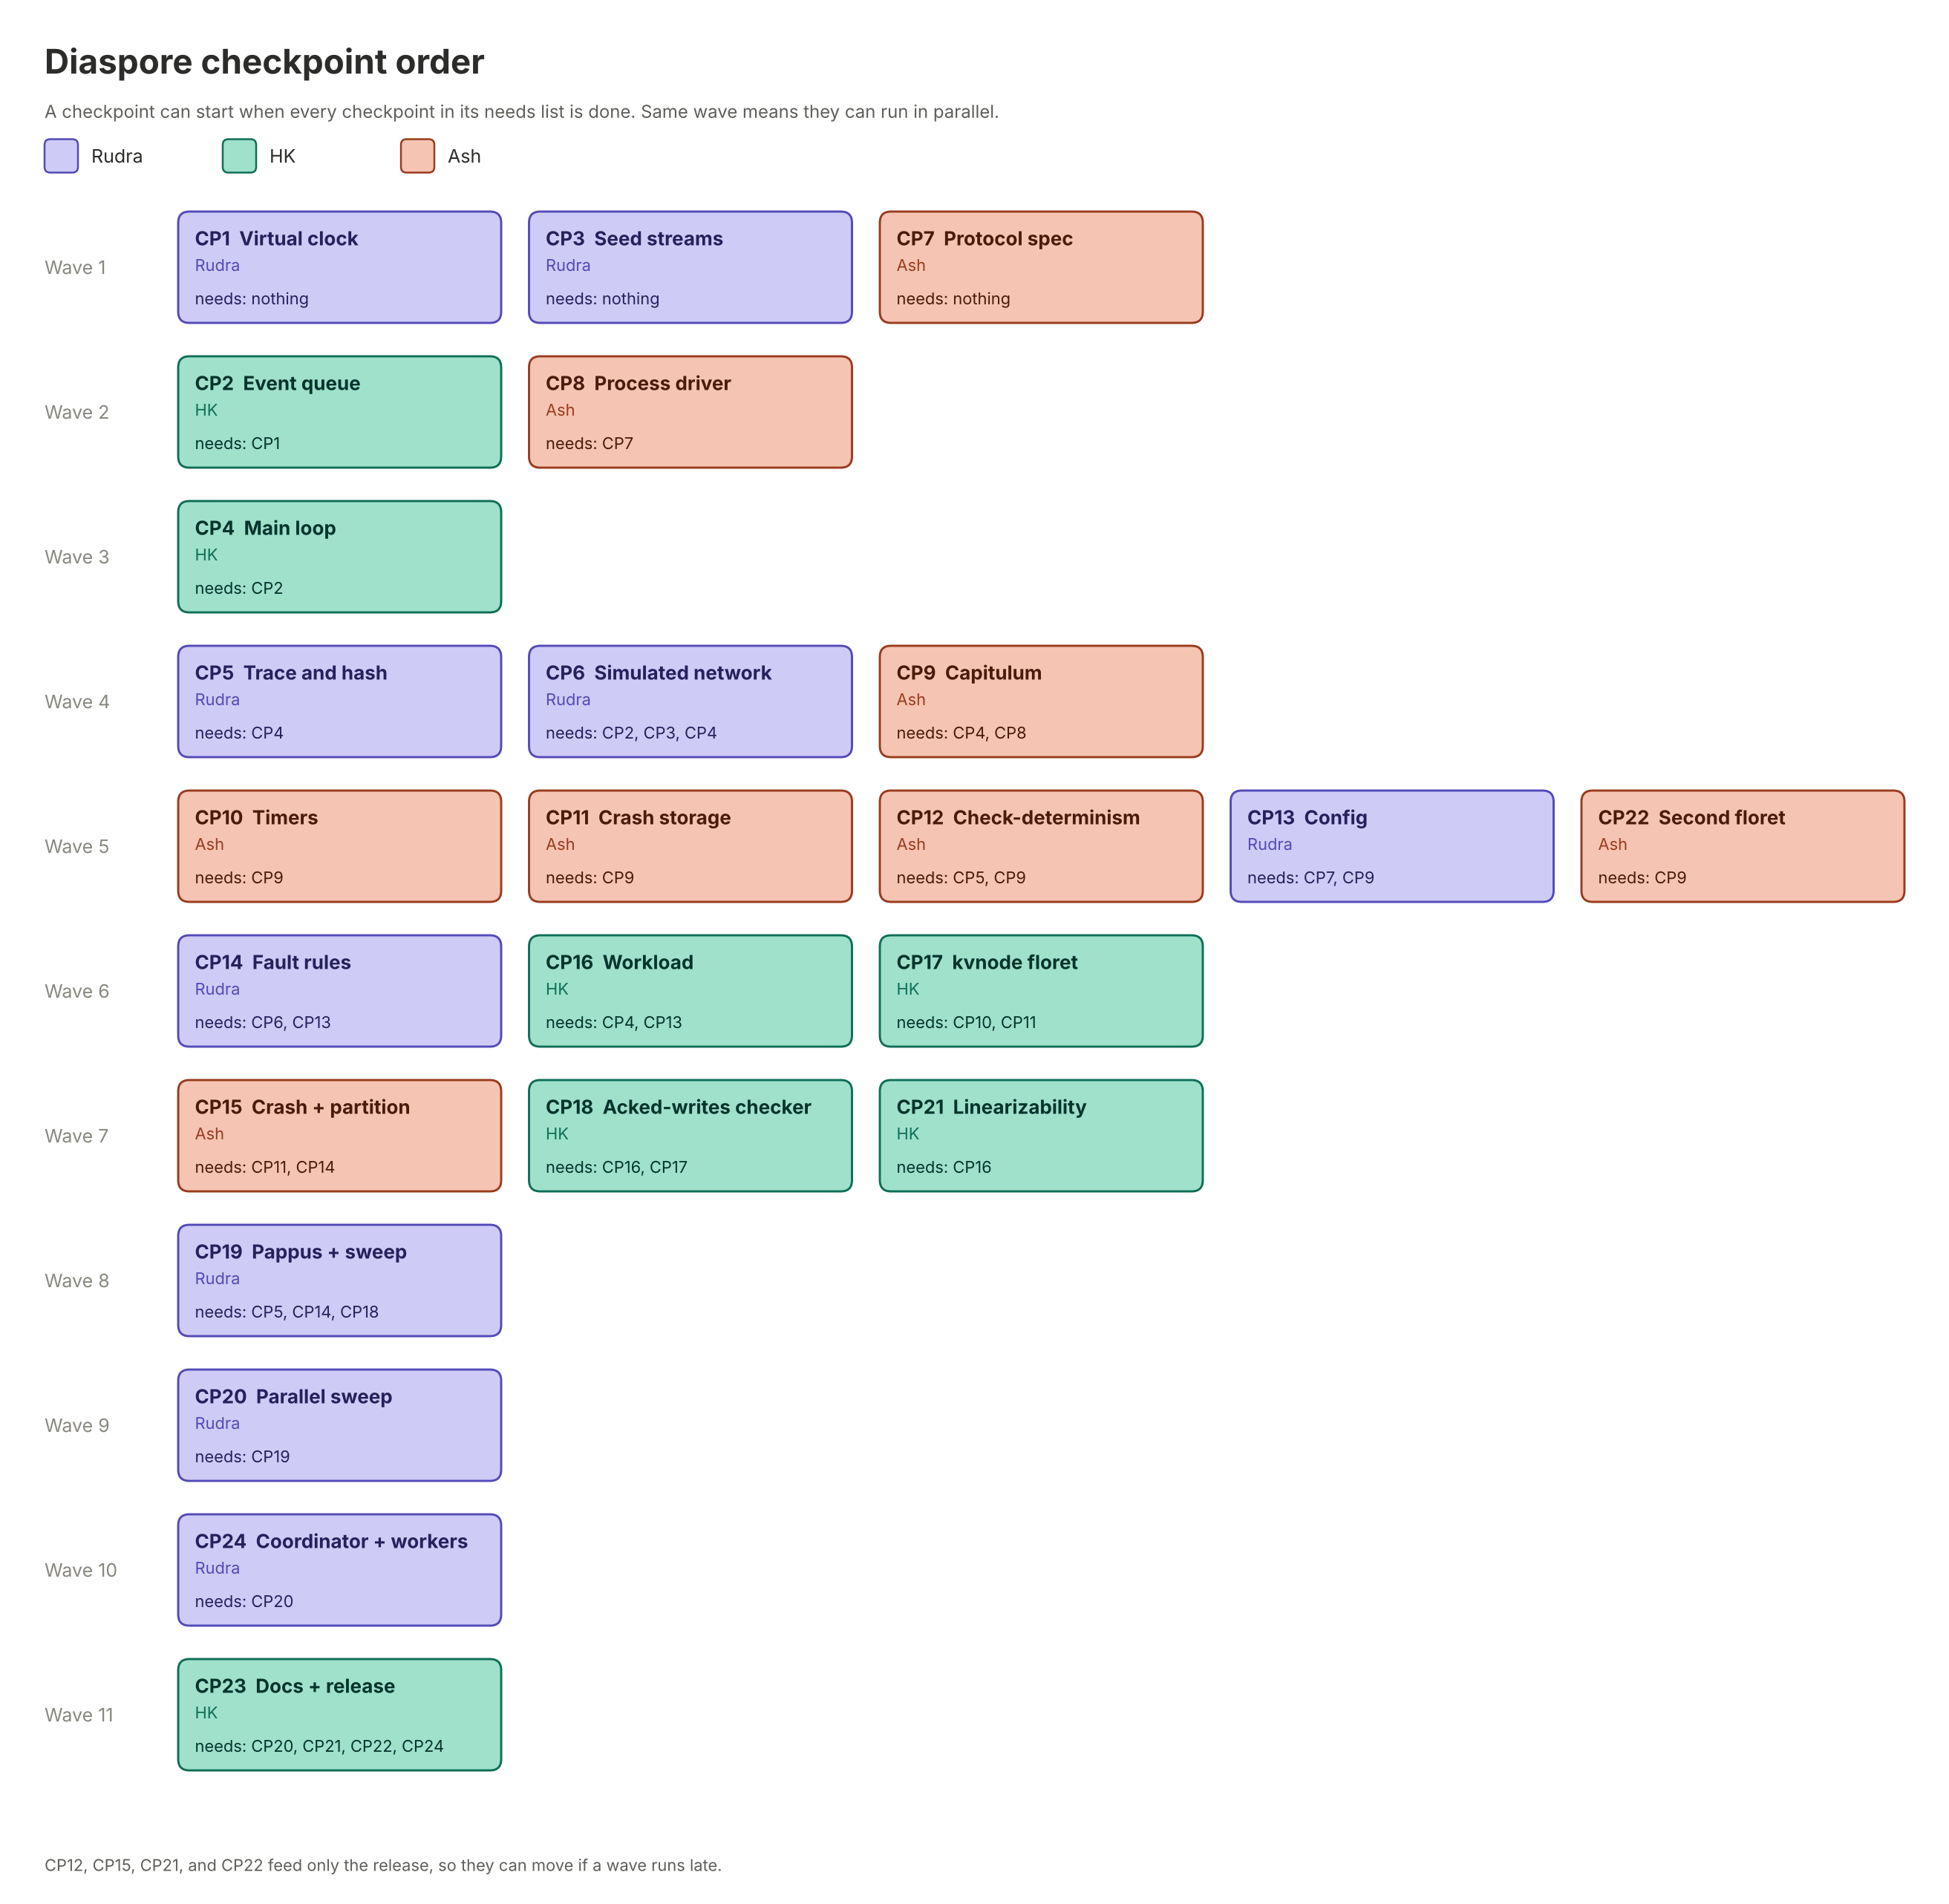 Diaspore checkpoint order
A checkpoint can start when every checkpoint in its needs list is done. Same wave means they can run in parallel.
Rudra
HK
Ash
Wave 1
CP1 Virtual clock
Rudra
needs: nothing
CP3 Seed streams
Rudra
needs: nothing
CP7 Protocol spec
Ash
needs: nothing
Wave 2
CP2 Event queue
HK
needs: CP1
CP8 Process driver
Ash
needs: CP7
Wave 3
CP4 Main loop
HK
needs: CP2
Wave 4
CP5 Trace and hash
Rudra
needs: CP4
CP6 Simulated network
Rudra
needs: CP2, CP3, CP4
CP9 Capitulum
Ash
needs: CP4, CP8
Wave 5
CP10 Timers
Ash
needs: CP9
CP11 Crash storage
Ash
needs: CP9
CP12 Check-determinism
Ash
needs: CP5, CP9
CP13 Config
Rudra
needs: CP7, CP9
CP22 Second floret
Ash
needs: CP9
Wave 6
CP14 Fault rules
Rudra
needs: CP6, CP13
CP16 Workload
HK
needs: CP4, CP13
CP17 kvnode floret
HK
needs: CP10, CP11
Wave 7
CP15 Crash + partition
Ash
needs: CP11, CP14
CP18 Acked-writes checker
HK
needs: CP16, CP17
CP21 Linearizability
HK
needs: CP16
Wave 8
CP19 Pappus + sweep
Rudra
needs: CP5, CP14, CP18
Wave 9
CP20 Parallel sweep
Rudra
needs: CP19
Wave 10
CP24 Coordinator + workers
Rudra
needs: CP20
Wave 11
CP23 Docs + release
HK
needs: CP20, CP21, CP22, CP24
CP12, CP15, CP21, and CP22 feed only the release, so they can move if a wave runs late.